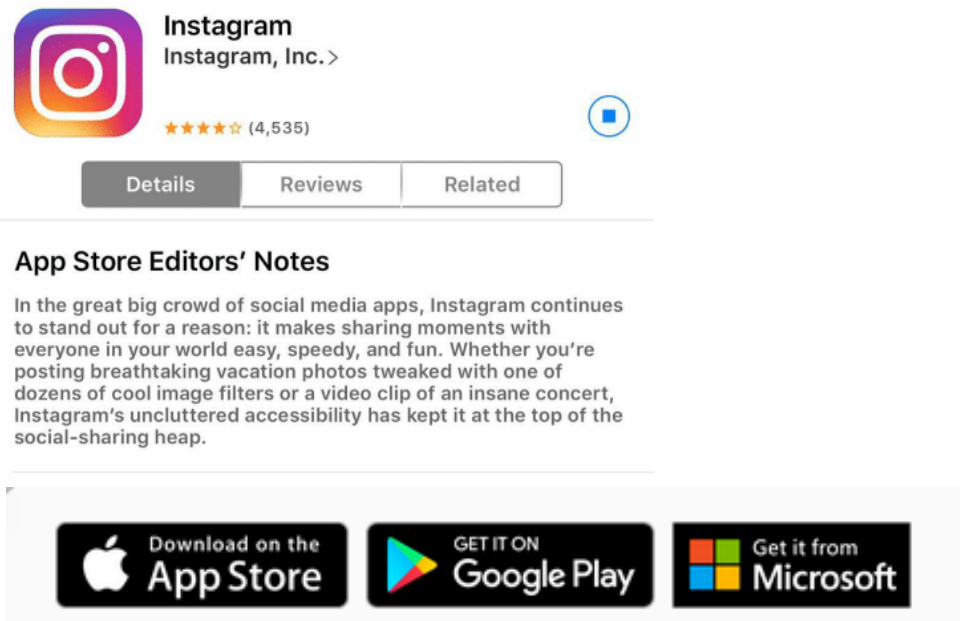 Instagram
Instagram, Inc. >
★★★★☆ (4,535)
Details Reviews Related
App Store Editors’ Notes
In the great big crowd of social media apps, Instagram continues
to stand out for a reason: it makes sharing moments with
everyone in your world easy, speedy, and fun. Whether you’re
posting breathtaking vacation photos tweaked with one of
dozens of cool image filters or a video clip of an insane concert,
Instagram’s uncluttered accessibility has kept it at the top of the
social-sharing heap.
Download on the
App Store
GET IT ON
Google Play
Get it from
Microsoft